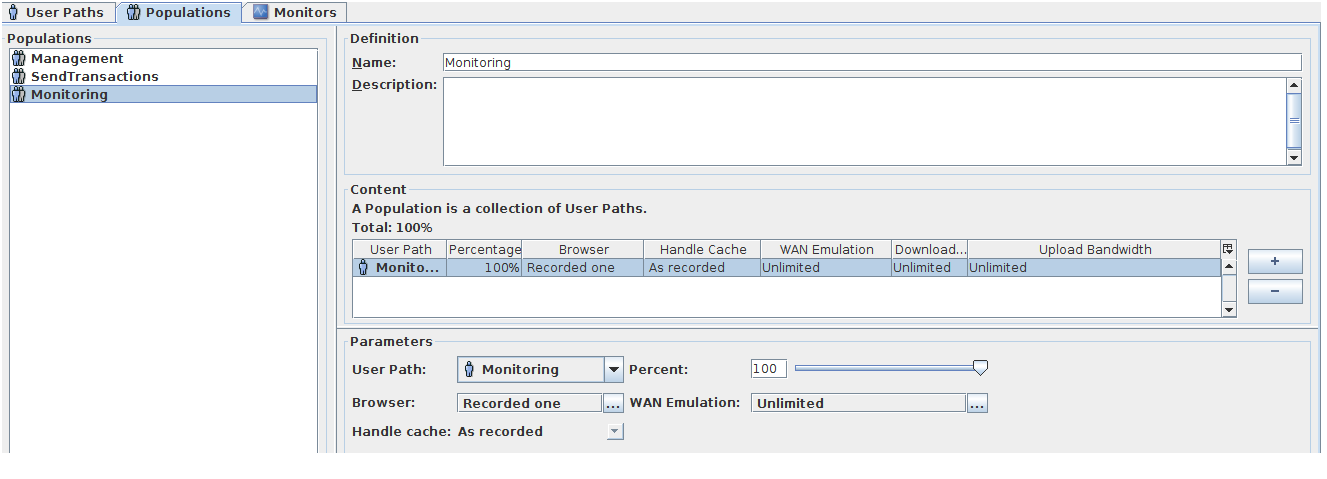 User Paths Populations Monitors
Populations
Management
SendTransactions
Monitoring
Definition
Name: Monitoring
Description:
Content
A Population is a collection of User Paths.
Total: 100%
User Path Percentage Browser Handle Cache WAN Emulation Download... Upload Bandwidth
Monito... 100% Recorded one As recorded Unlimited Unlimited Unlimited
+
−
Parameters
User Path: Monitoring Percent: 100
Browser: Recorded one ... WAN Emulation: Unlimited ...
Handle cache: As recorded